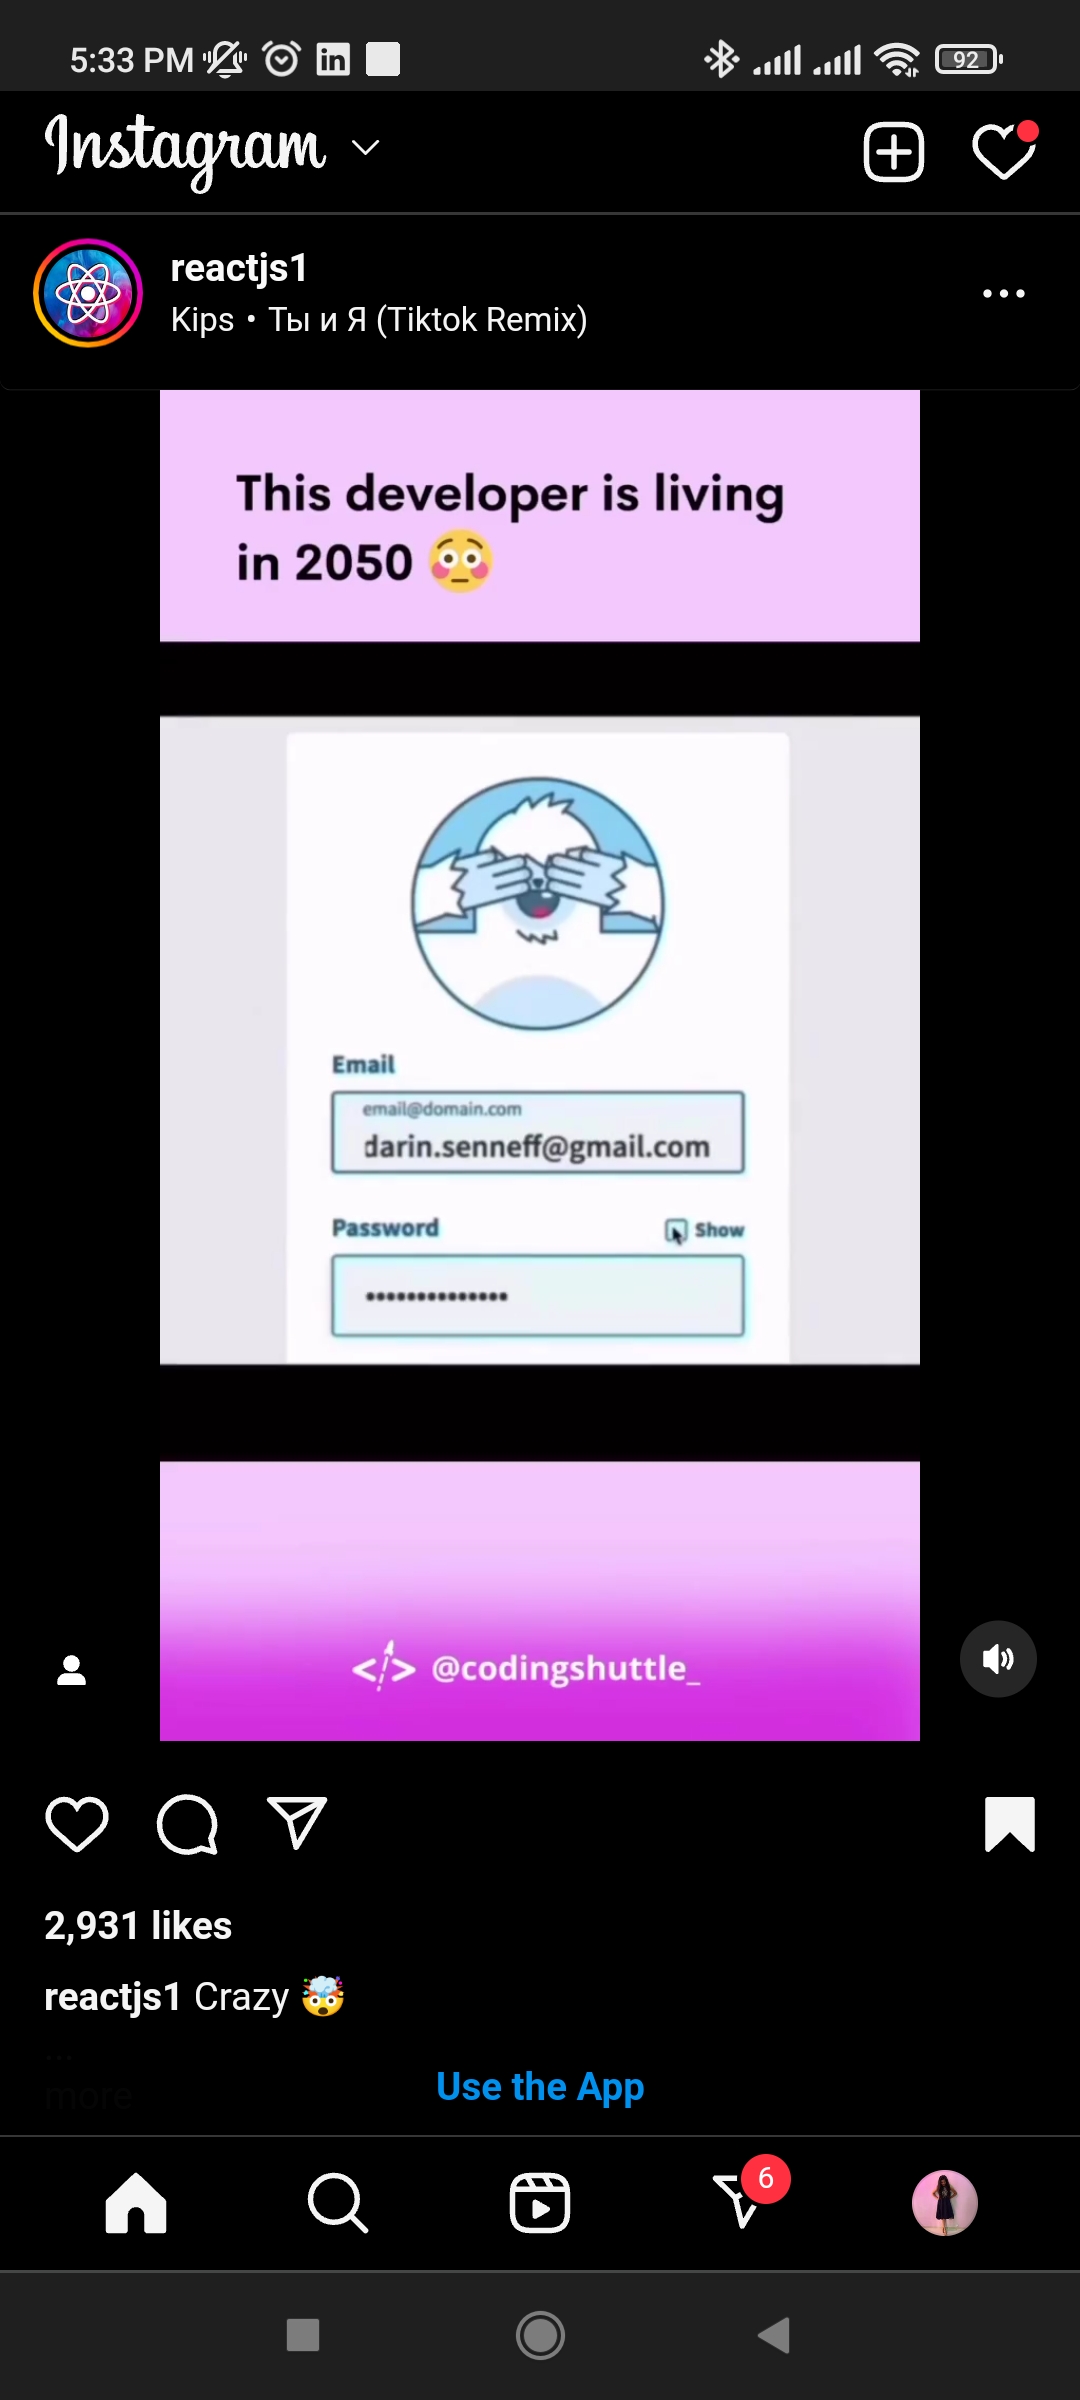 5:33 PM
92
Instagram
reactjs1
Kips • Ты и Я (Tiktok Remix)
This developer is living
in 2050 😳
Email
email@domain.com
darin.senneff@gmail.com
Password
Show
••••••••••••••
</> @codingshuttle_
2,931 likes
reactjs1 Crazy 🤯
...
more
Use the App
6